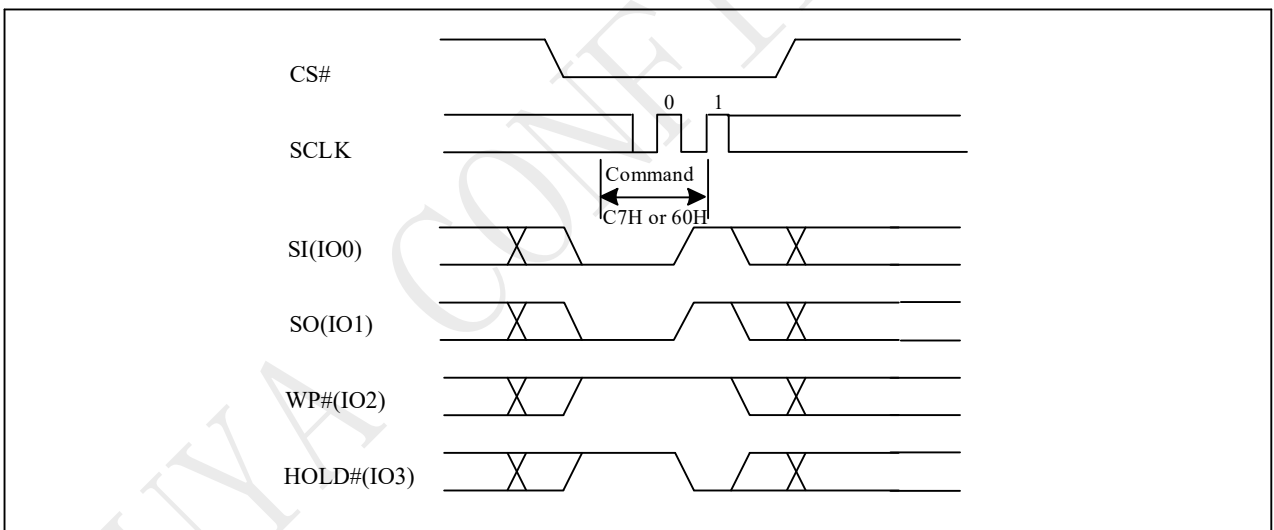 CS#
0 1
SCLK
Command
C7H or 60H
SI(IO0)
SO(IO1)
WP#(IO2)
HOLD#(IO3)